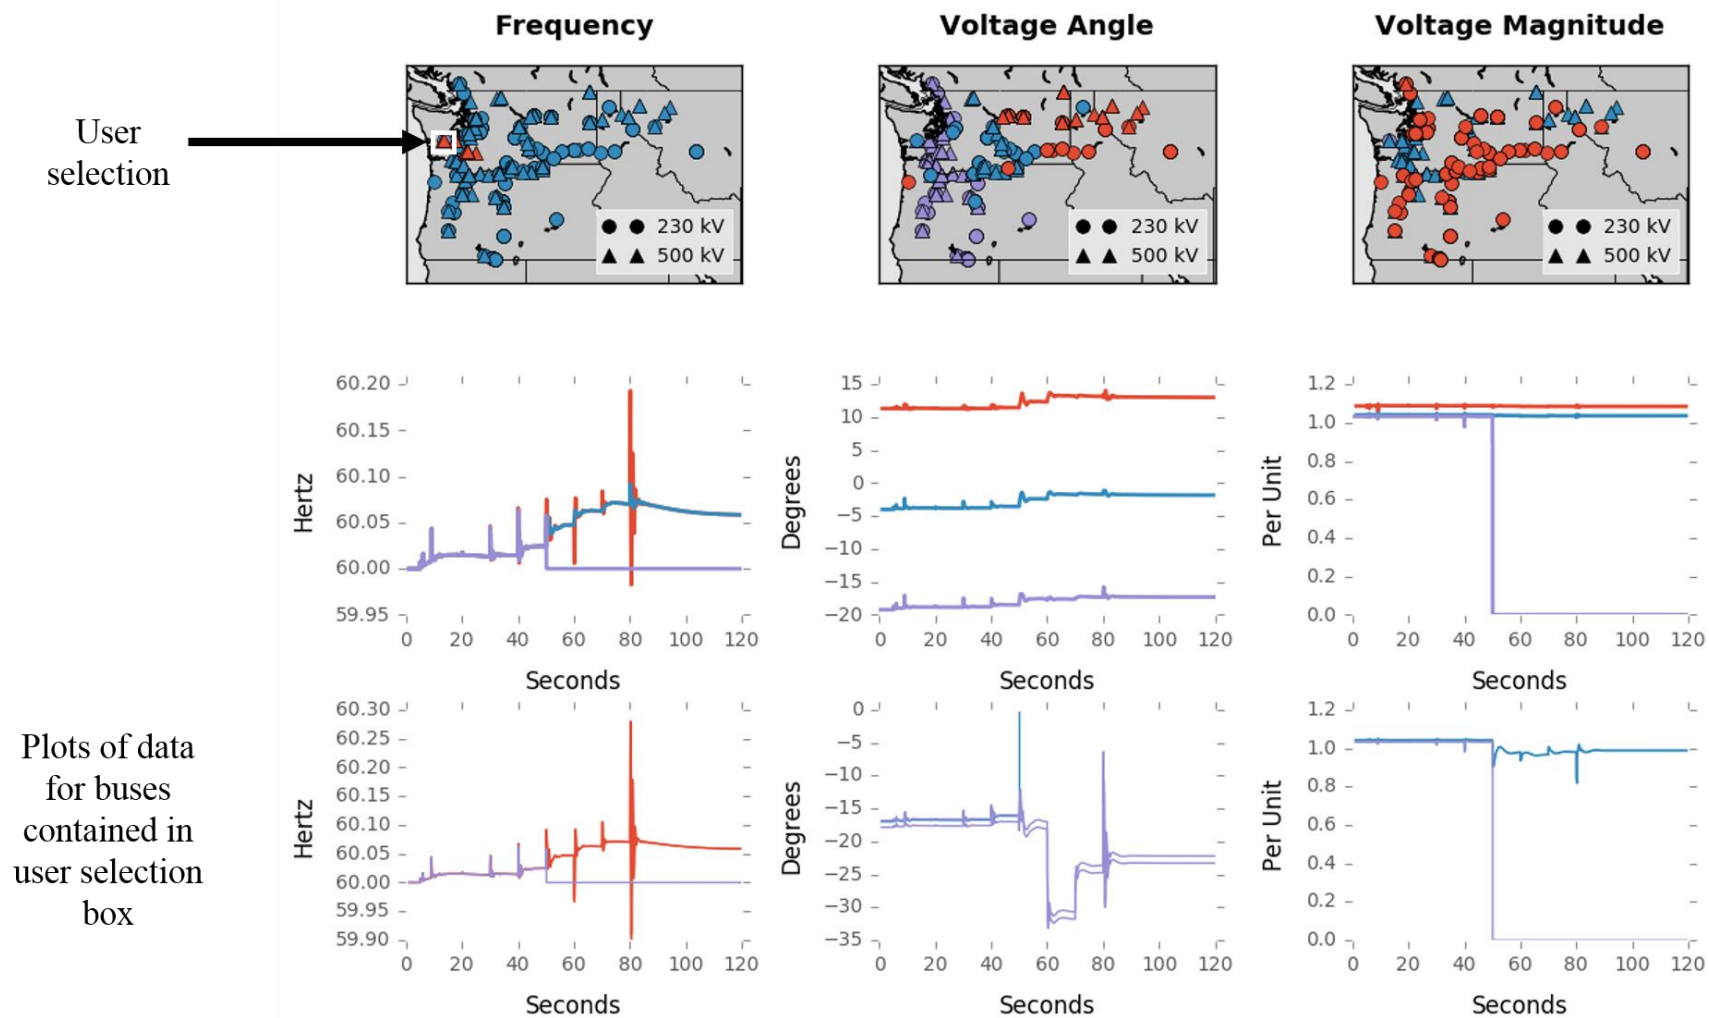 Frequency
Voltage Angle
Voltage Magnitude
User
selection
230 kV
500 kV
230 kV
500 kV
230 kV
500 kV
60.20
60.15
60.10
60.05
60.00
59.95
Hertz
0 20 40 60 80 100 120
Seconds
15
10
5
0
−5
−10
−15
−20
Degrees
0 20 40 60 80 100 120
Seconds
1.2
1.0
0.8
0.6
0.4
0.2
0.0
Per Unit
0 20 40 60 80 100 120
Seconds
Plots of data
for buses
contained in
user selection
box
60.30
60.25
60.20
60.15
60.10
60.05
60.00
59.95
59.90
Hertz
0 20 40 60 80 100 120
Seconds
0
−5
−10
−15
−20
−25
−30
−35
Degrees
0 20 40 60 80 100 120
Seconds
1.2
1.0
0.8
0.6
0.4
0.2
0.0
Per Unit
0 20 40 60 80 100 120
Seconds